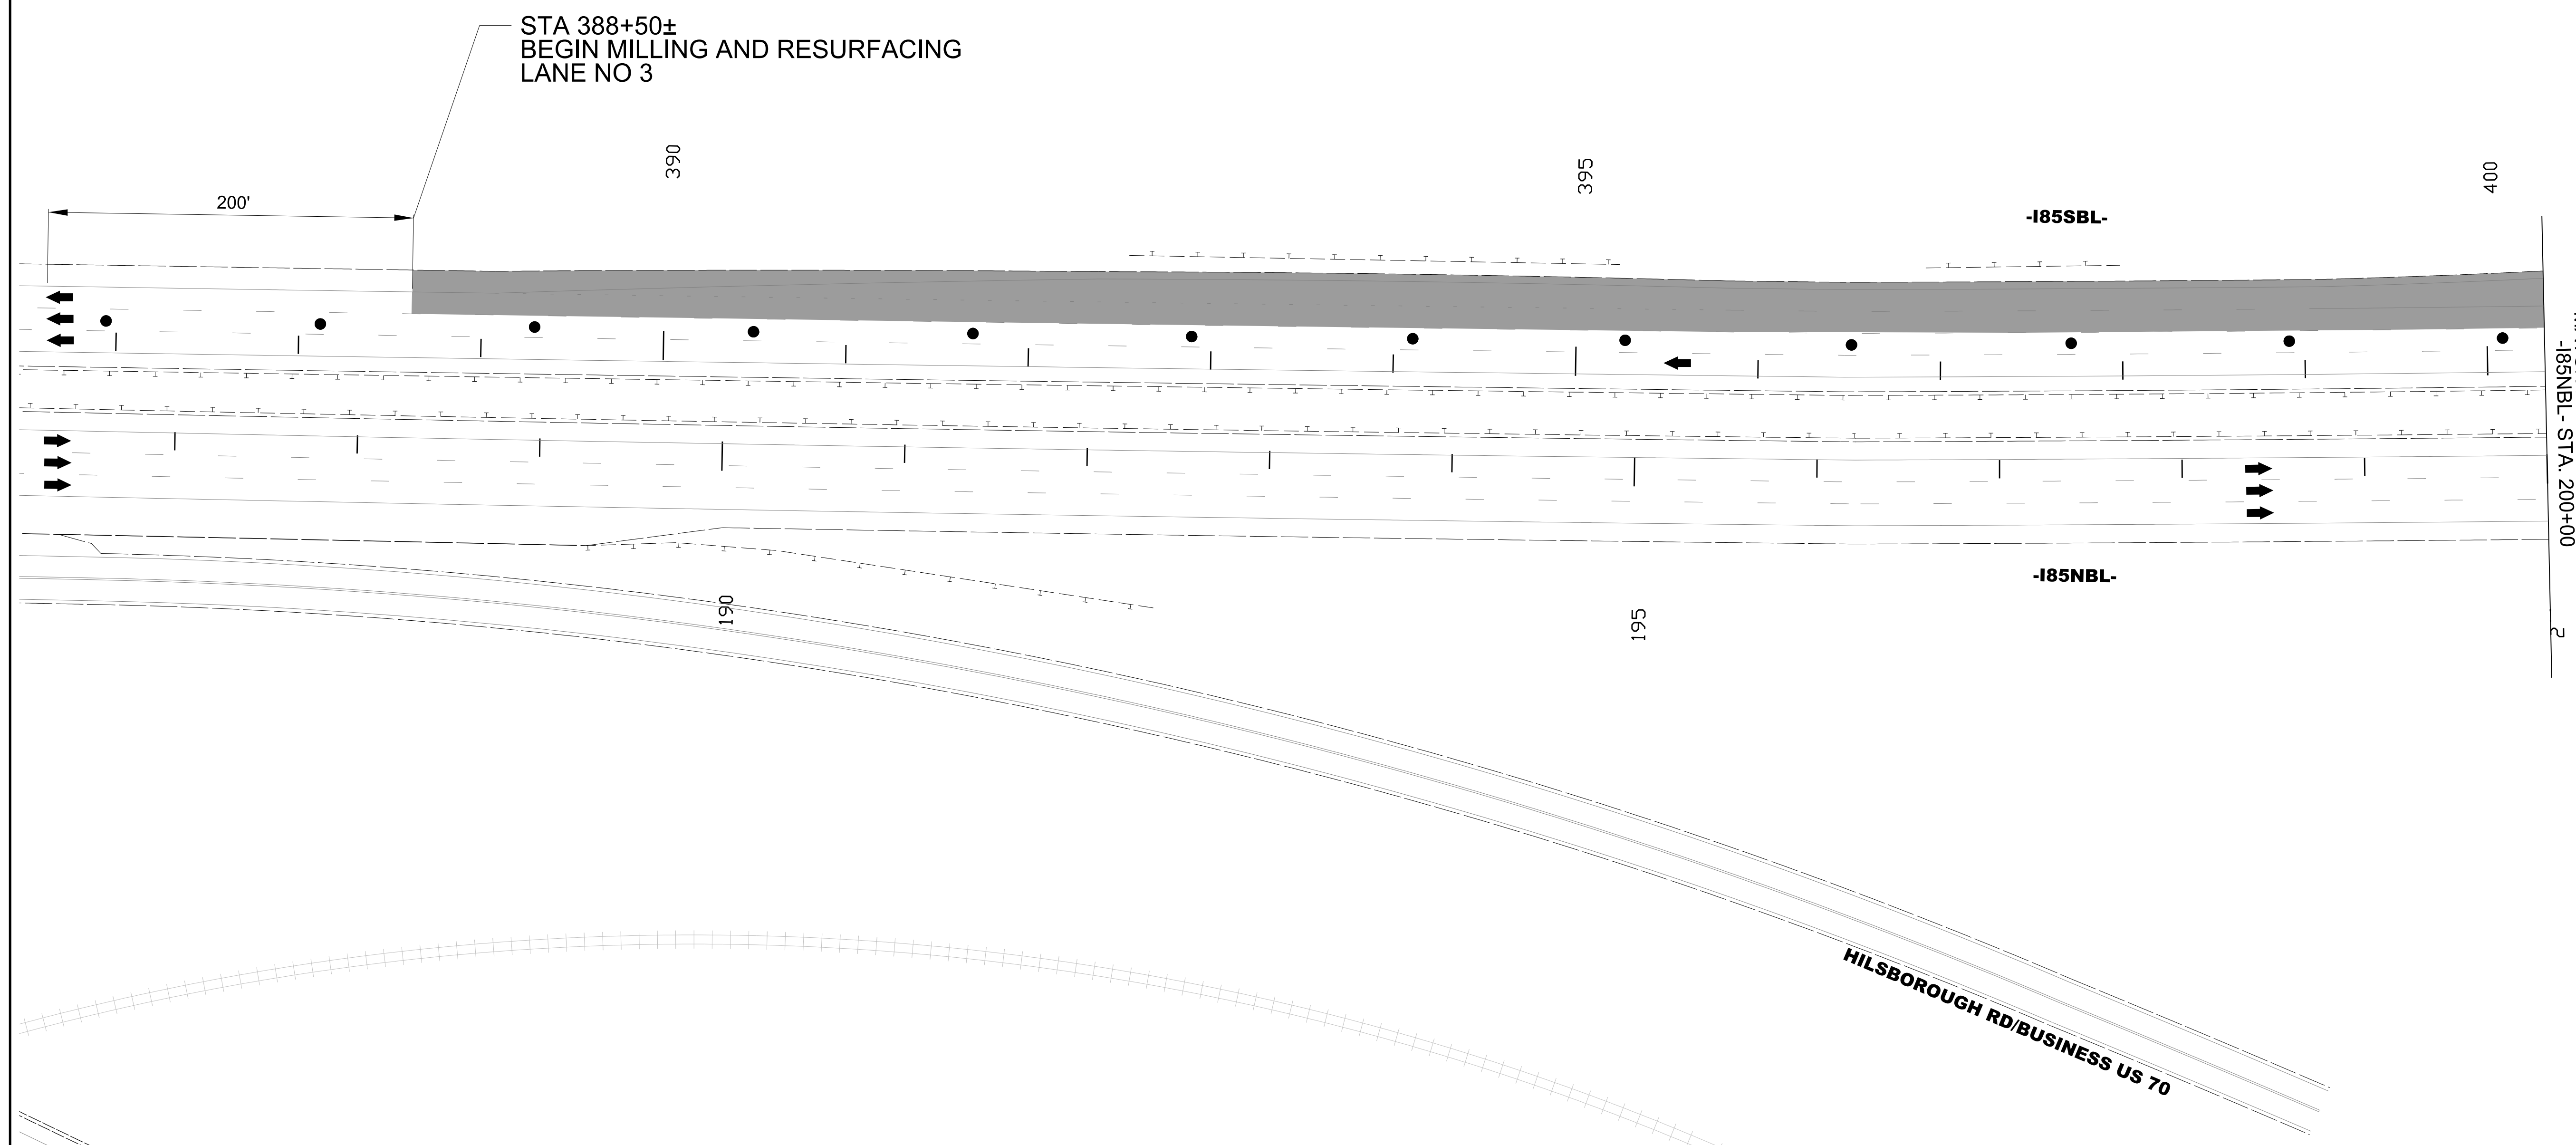 STA 388+50±
BEGIN MILLING AND RESURFACING
LANE NO 3
200'
390
395
400
-I85SBL-
-I85NBL- STA. 200+00
-I85NBL-
190
195
HILSBOROUGH RD/BUSINESS US 70